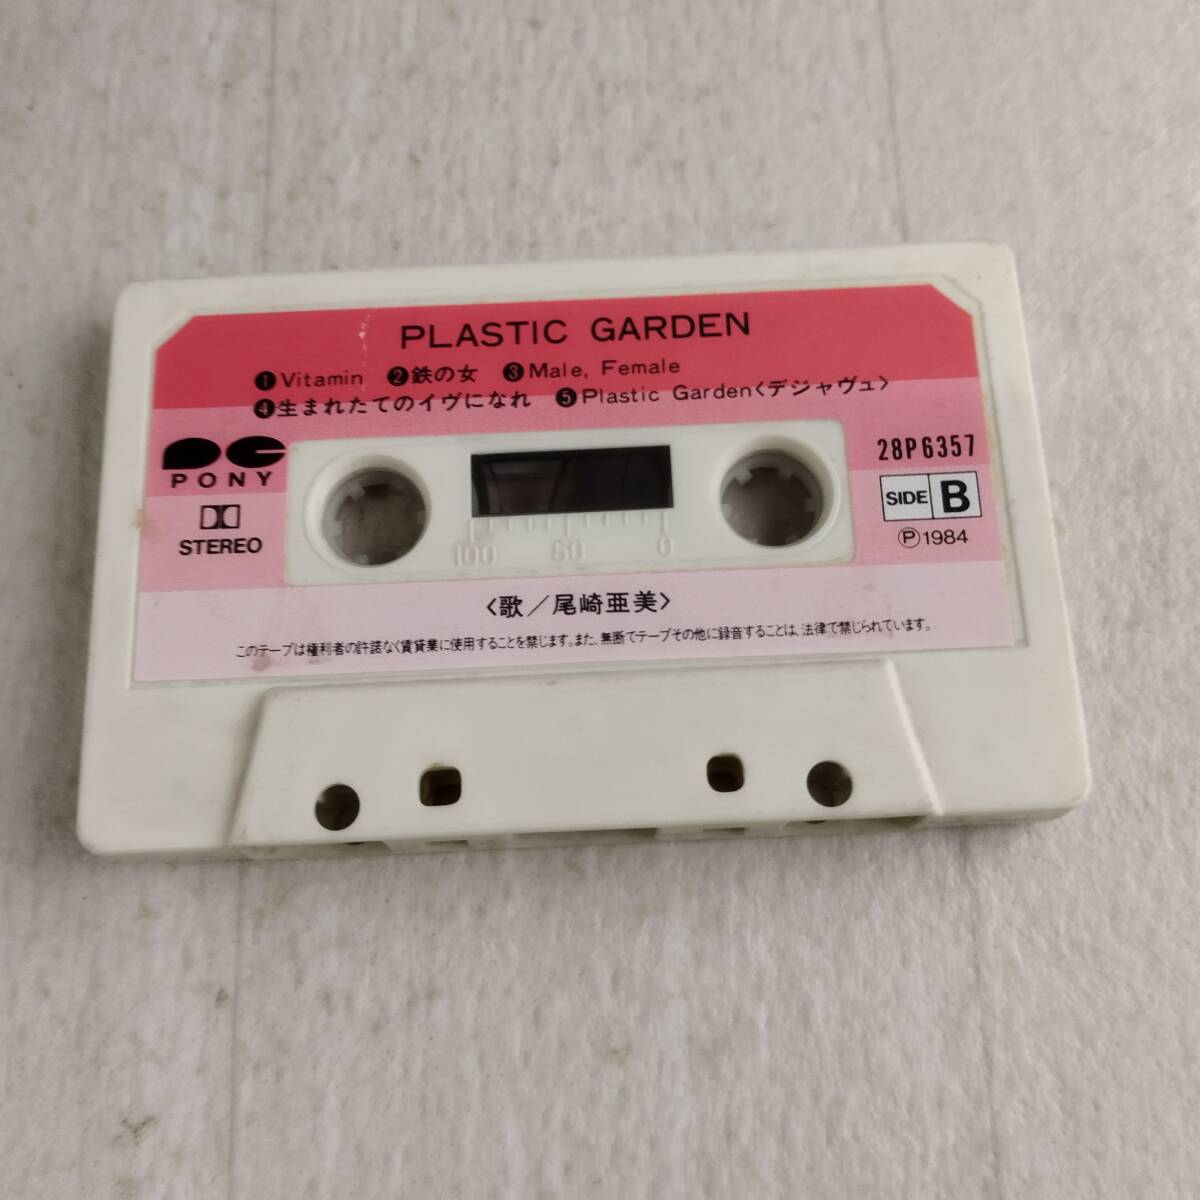 PLASTIC GARDEN
❶Vitamin ❷鉄の女 ❸Male, Female
❹生まれたてのイヴになれ ❺Plastic Garden〈デジャヴュ〉
PONY
STEREO
28P6357
SIDE B
Ⓟ1984
100 50 0
〈歌／尾崎亜美〉
このテープは権利者の許諾なく賃貸業に使用することを禁じます。また、無断でテープその他に録音することは、法律で禁じられています。